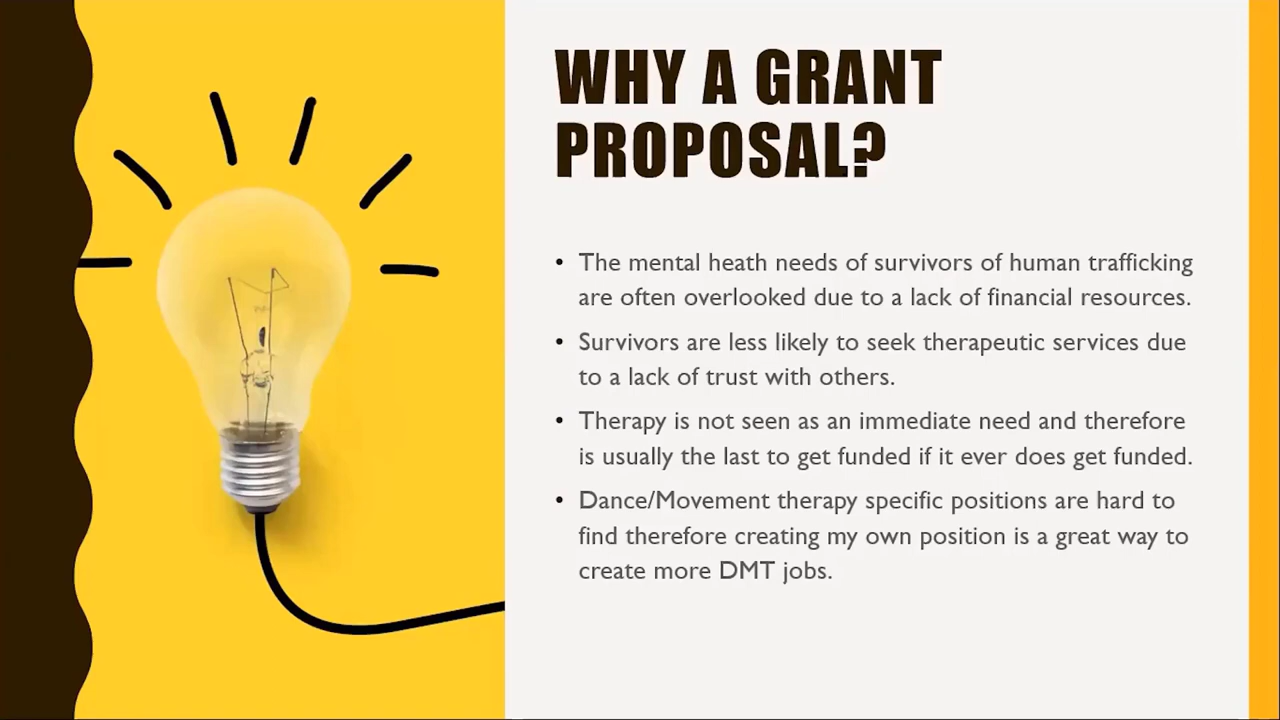 WHY A GRANT
PROPOSAL?
• The mental heath needs of survivors of human trafficking
are often overlooked due to a lack of financial resources.
• Survivors are less likely to seek therapeutic services due
to a lack of trust with others.
• Therapy is not seen as an immediate need and therefore
is usually the last to get funded if it ever does get funded.
• Dance/Movement therapy specific positions are hard to
find therefore creating my own position is a great way to
create more DMT jobs.